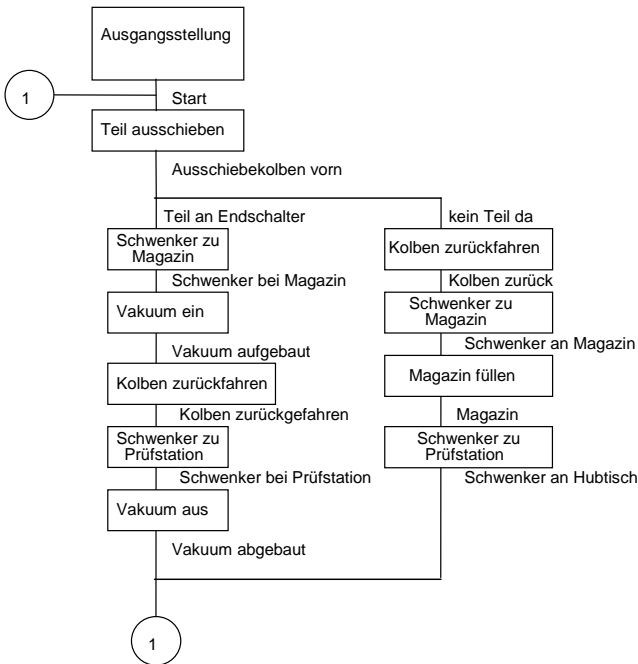 Ausgangsstellung
1
Start
Teil ausschieben
Ausschiebekolben vorn
Teil an Endschalter
Schwenker zu
Magazin
Schwenker bei Magazin
Vakuum ein
Vakuum aufgebaut
Kolben zurückfahren
Kolben zurückgefahren
Schwenker zu
Prüfstation
Schwenker bei Prüfstation
Vakuum aus
Vakuum abgebaut
kein Teil da
Kolben zurückfahren
Kolben zurück
Schwenker zu
Magazin
Schwenker an Magazin
Magazin füllen
Magazin
Schwenker zu
Prüfstation
Schwenker an Hubtisch
1